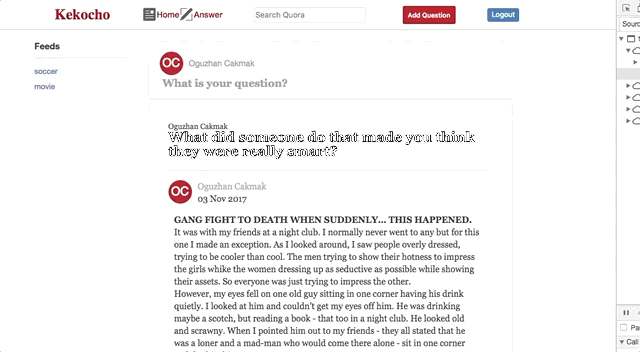 Kekocho
Home
Answer
Search Quora
Add Question
Logout
Feeds
soccer
movie
OC
Oguzhan Cakmak
What is your question?
Oguzhan Cakmak
What did someone do that made you think
they were really smart?
OC
Oguzhan Cakmak
03 Nov 2017
GANG FIGHT TO DEATH WHEN SUDDENLY... THIS HAPPENED.
It was with my friends at a night club. I normally never went to any but for this
one I made an exception. As I looked around, I saw people overly dressed,
trying to be cooler than cool. The men trying to show their hotness to impress
the girls whike the women dressing up as seductive as possible while showing
their assets. So everyone was just trying to impress the other.
However, my eyes fell on one old guy sitting in one corner having his drink
quietly. I looked at him and couldn't get my eyes off him. He was drinking
maybe a scotch, but reading a book - that too in a night club. He looked old
and scrawny. When I pointed him out to my friends - they all stated that he
was a loner and a mad-man who would come there alone - sit in one corner
Sourc
Pa
Call